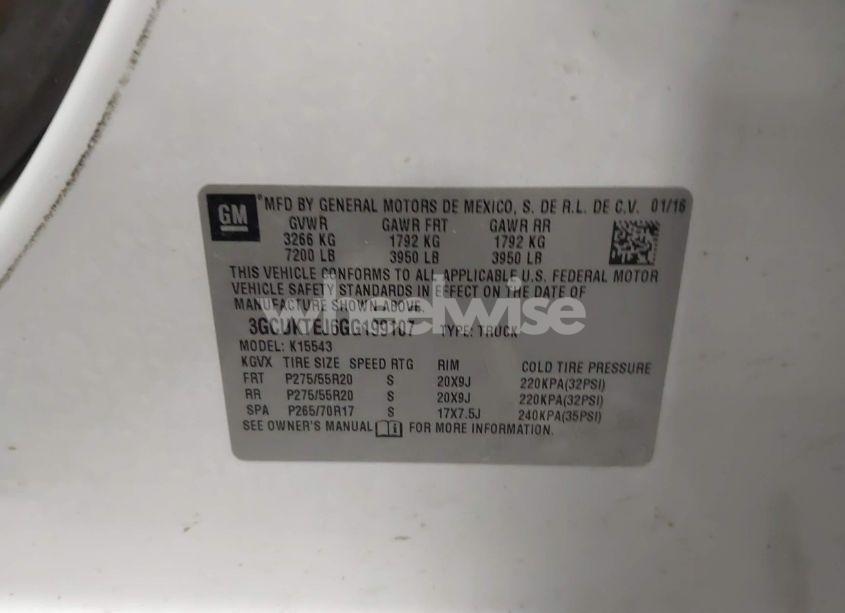 GM ® MFD BY GENERAL MOTORS DE MEXICO, S. DE R.L. DE C.V. 01/16
GVWR GAWR FRT GAWR RR
3266 KG 1792 KG 1792 KG
7200 LB 3950 LB 3950 LB
THIS VEHICLE CONFORMS TO ALL APPLICABLE U.S. FEDERAL MOTOR
VEHICLE SAFETY STANDARDS IN EFFECT ON THE DATE OF
MANUFACTURE SHOWN ABOVE.
wheelwise
TYPE: TRUCK
MODEL: K15543
KGVX TIRE SIZE SPEED RTG RIM COLD TIRE PRESSURE
FRT P275/55R20 S 20X9J 220KPA(32PSI)
RR P275/55R20 S 20X9J 220KPA(32PSI)
SPA P265/70R17 S 17X7.5J 240KPA(35PSI)
SEE OWNER'S MANUAL FOR MORE INFORMATION.